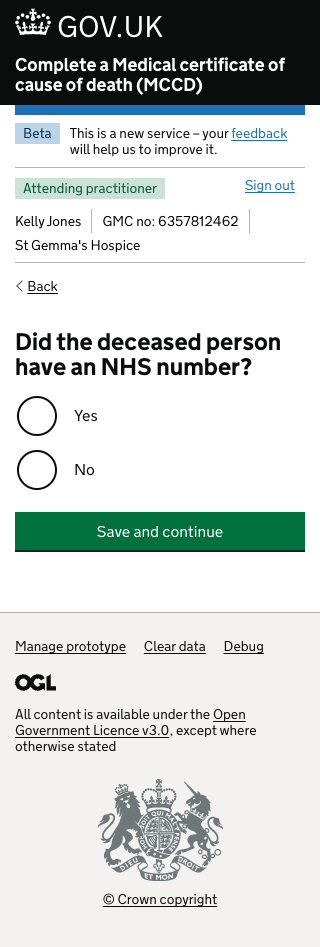 GOV.UK
Complete a Medical certificate of
cause of death (MCCD)
Beta
This is a new service – your feedback
will help us to improve it.
Attending practitioner
Sign out
Kelly Jones
GMC no: 6357812462
St Gemma's Hospice
Back
Did the deceased person
have an NHS number?
Yes
No
Save and continue
Manage prototype
Clear data
Debug
OGL
All content is available under the Open
Government Licence v3.0, except where
otherwise stated
DIEU ET MON DROIT
© Crown copyright